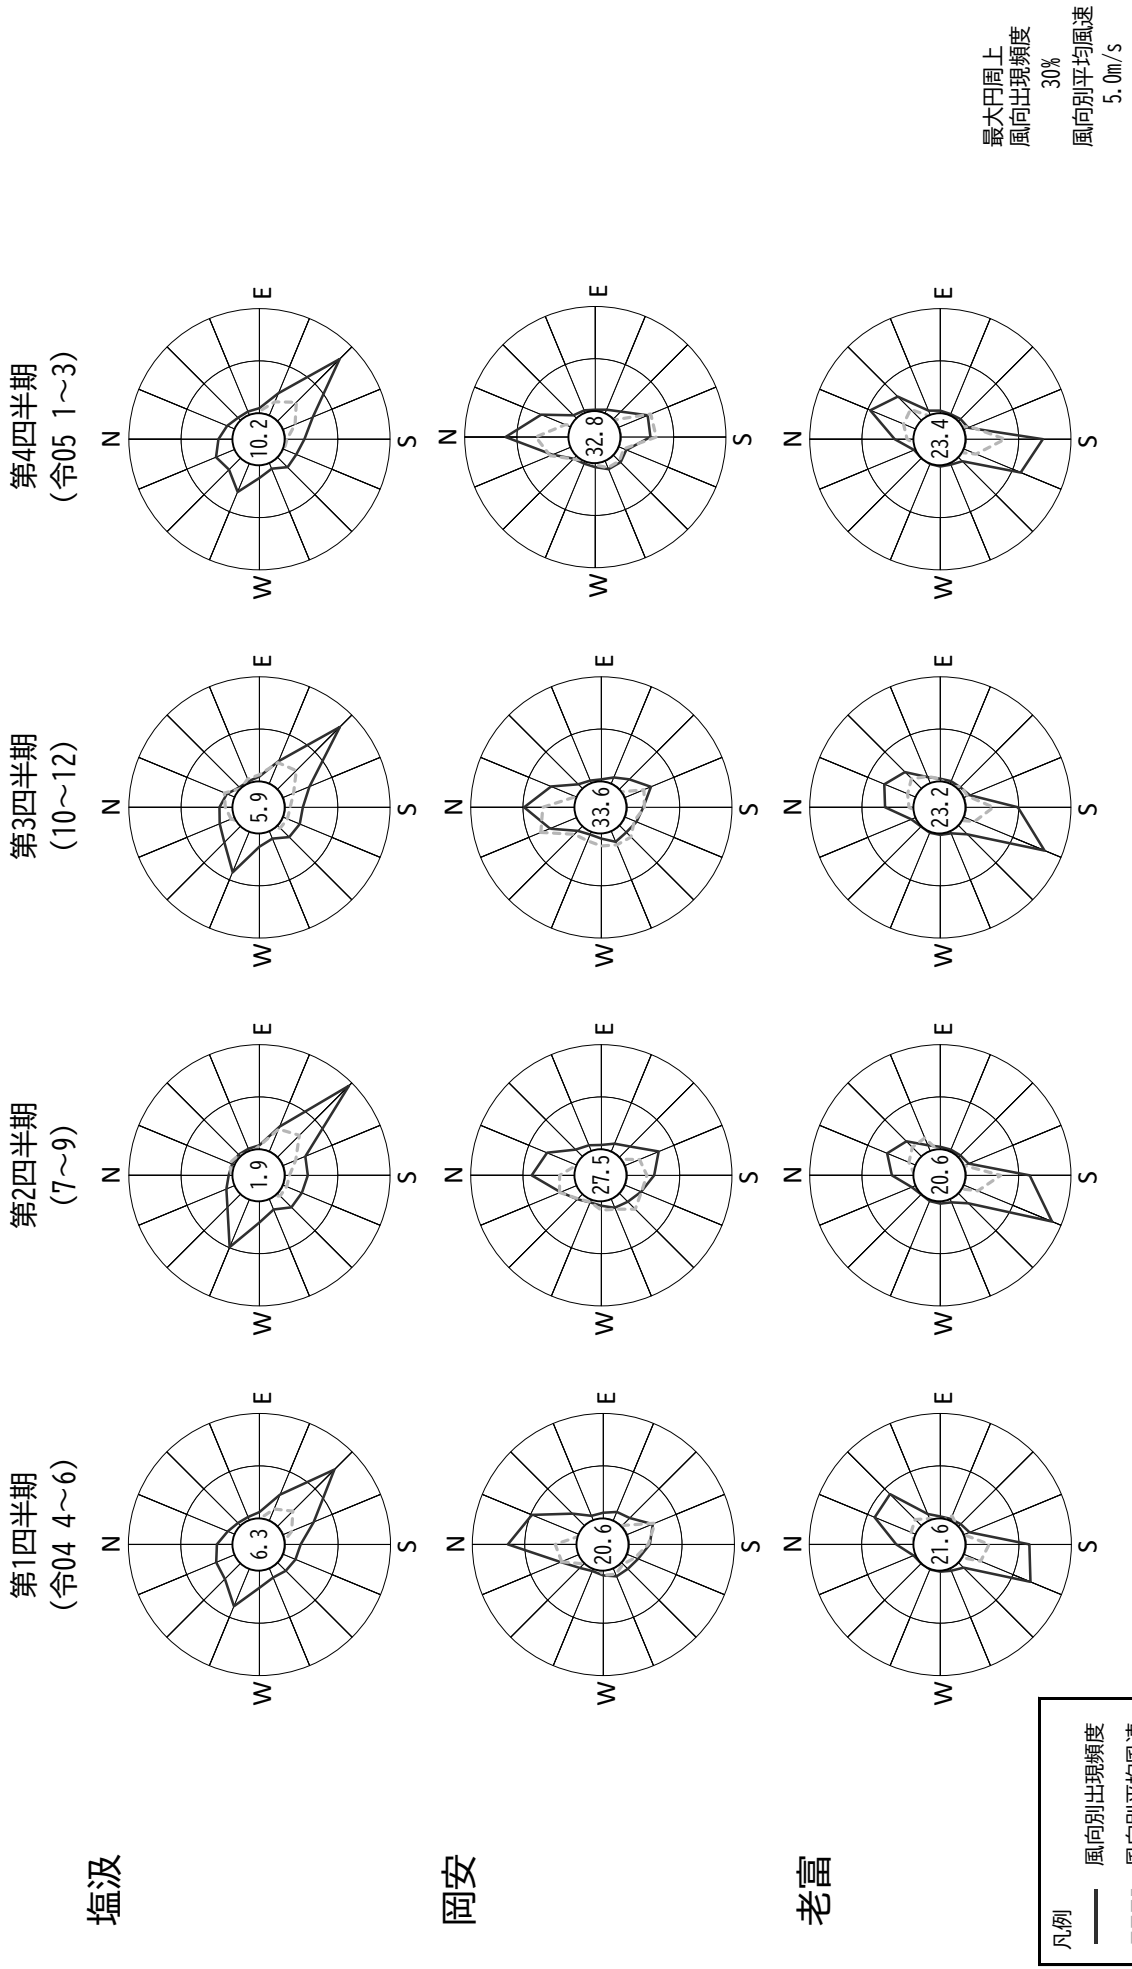 第1四半期 第2四半期 第3四半期 第4四半期
(令04 4〜6) (7〜9) (10〜12) (令05 1〜3)
塩汲
N N N N
W 6.3 E W 1.9 E W 5.9 E W 10.2 E
S S S S
岡安
N N N N
W 20.6 E W 27.5 E W 33.6 E W 32.8 E
S S S S
老富
N N N N
W 21.6 E W 20.6 E W 23.2 E W 23.4 E
S S S S
凡例
風向別出現頻度
最大円周上
風向出現頻度
30%
風向別平均風速
5.0m/s